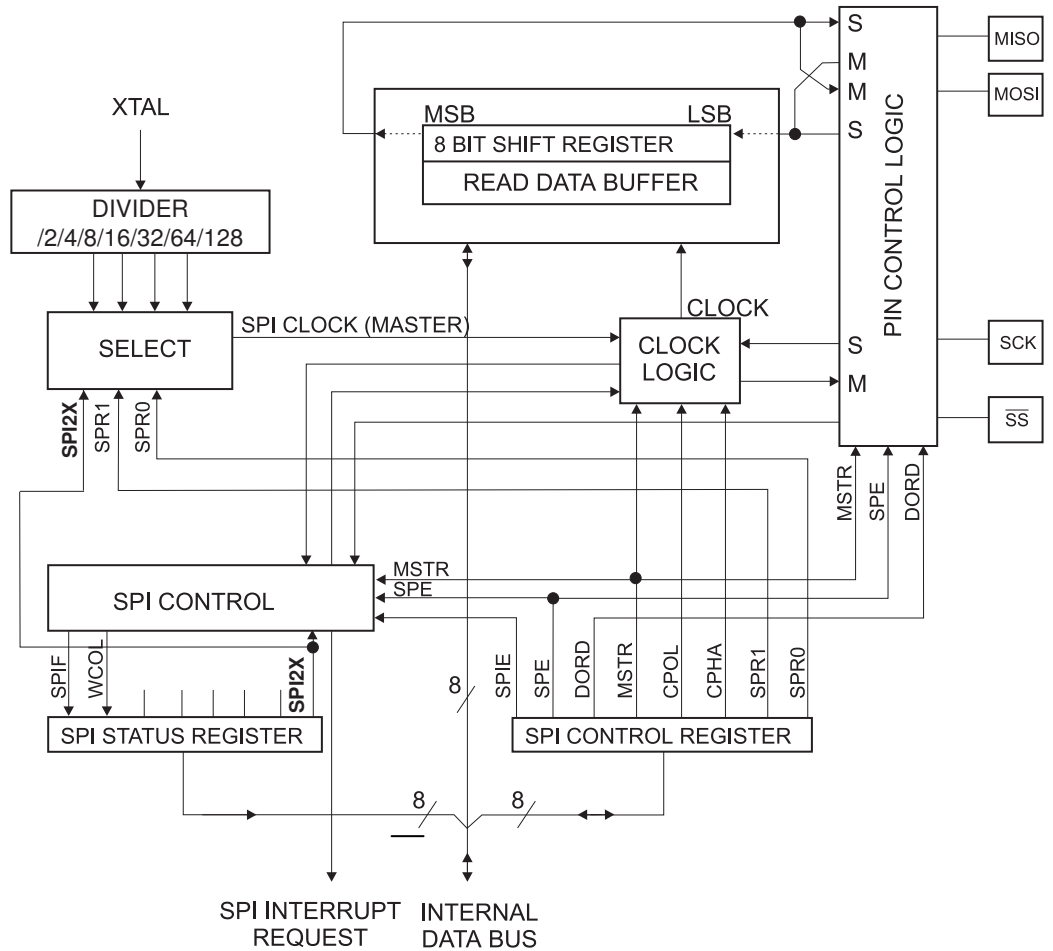 S
MISO
M
XTAL
M
MOSI
MSB
LSB
S
8 BIT SHIFT REGISTER
READ DATA BUFFER
PIN CONTROL LOGIC
DIVIDER
/2/4/8/16/32/64/128
CLOCK
SPI CLOCK (MASTER)
SELECT
CLOCK
LOGIC
S
SCK
M
SPI2X
SPR1
SPR0
SS
MSTR
SPE
DORD
MSTR
SPE
SPI CONTROL
SPIF
WCOL
SPI2X
8
SPIE
SPE
DORD
MSTR
CPOL
CPHA
SPR1
SPR0
SPI STATUS REGISTER
SPI CONTROL REGISTER
8
8
SPI INTERRUPT
REQUEST
INTERNAL
DATA BUS